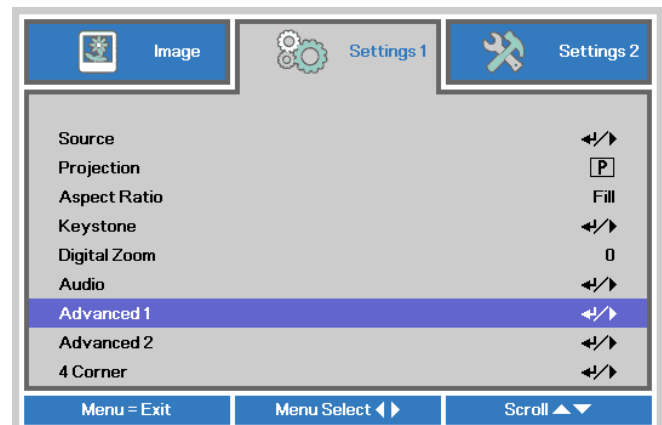 Image Settings 1 Settings 2
Source
Projection P
Aspect Ratio Fill
Keystone
Digital Zoom 0
Audio
Advanced 1
Advanced 2
4 Corner
Menu = Exit Menu Select Scroll